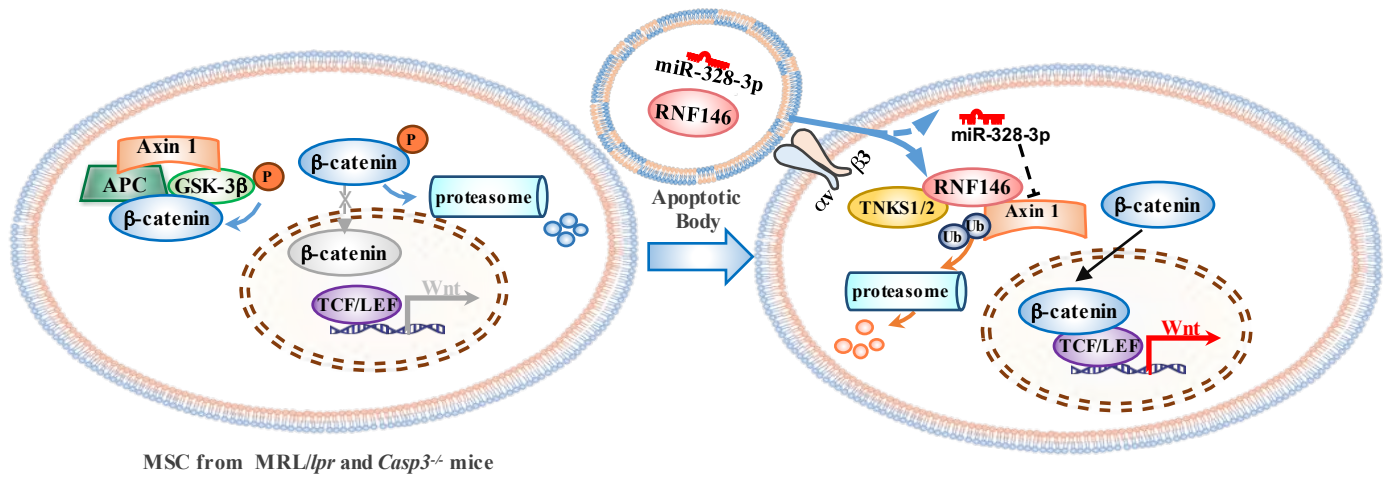 Axin 1
APC
GSK-3β
P
β-catenin
β-catenin
P
proteasome
β-catenin
TCF/LEF
Wnt
MSC from MRL/lpr and Casp3-/- mice
miR-328-3p
RNF146
Apoptotic
Body
αv
β3
miR-328-3p
RNF146
TNKS1/2
Axin 1
Ub
Ub
proteasome
β-catenin
β-catenin
TCF/LEF
Wnt